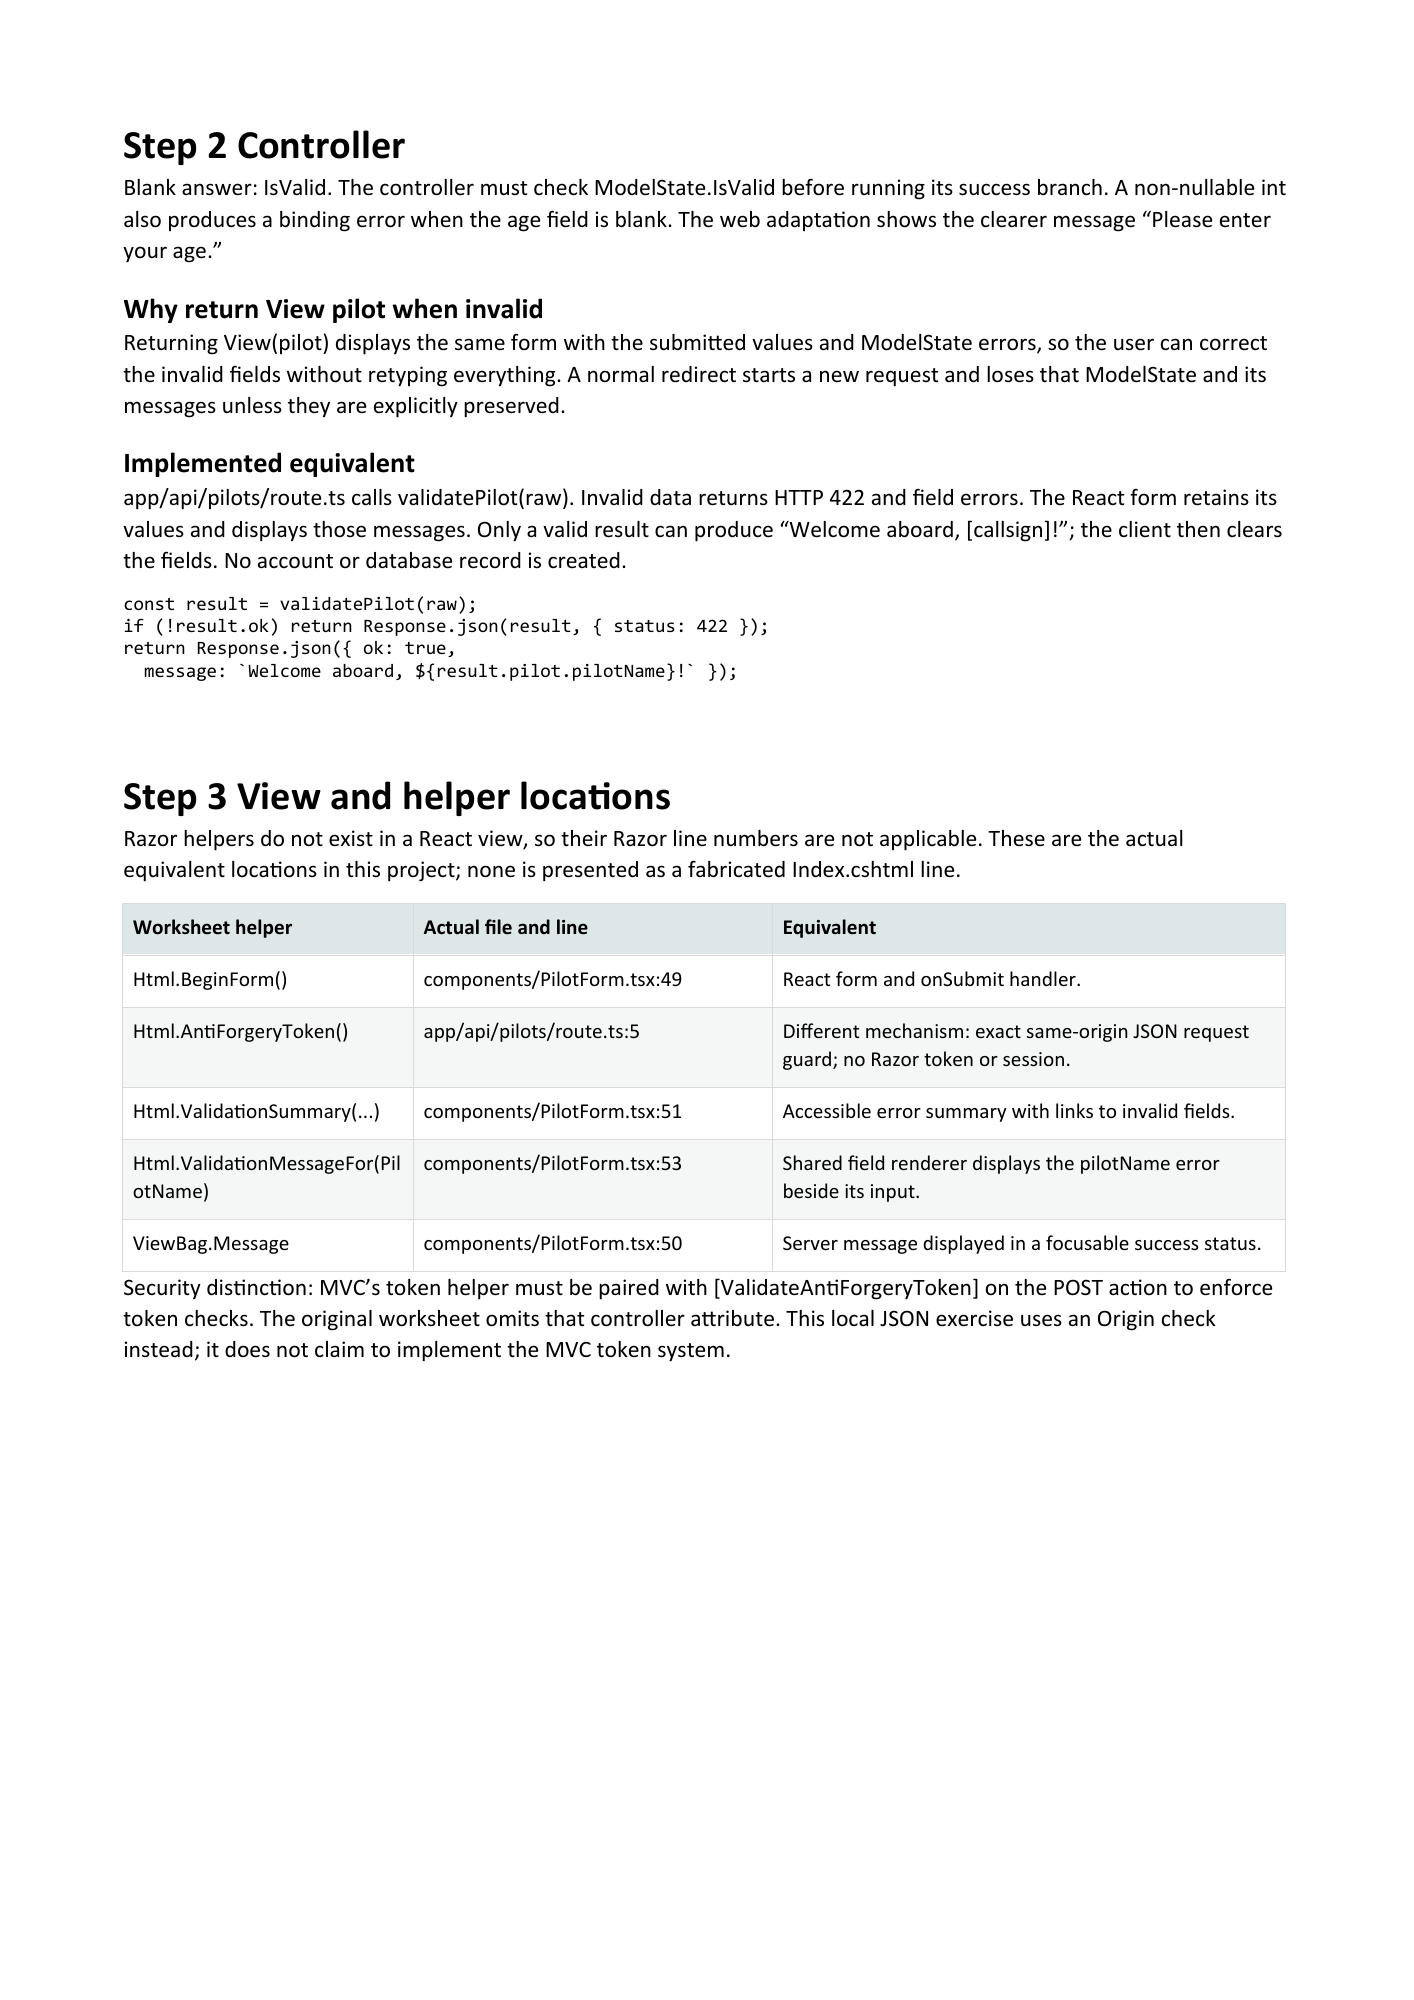 Step 2 Controller
Blank answer: IsValid. The controller must check ModelState.IsValid before running its success branch. A non-nullable int
also produces a binding error when the age field is blank. The web adaptation shows the clearer message “Please enter
your age.”
Why return View pilot when invalid
Returning View(pilot) displays the same form with the submitted values and ModelState errors, so the user can correct
the invalid fields without retyping everything. A normal redirect starts a new request and loses that ModelState and its
messages unless they are explicitly preserved.
Implemented equivalent
app/api/pilots/route.ts calls validatePilot(raw). Invalid data returns HTTP 422 and field errors. The React form retains its
values and displays those messages. Only a valid result can produce “Welcome aboard, [callsign]!”; the client then clears
the fields. No account or database record is created.
const result = validatePilot(raw);
if (!result.ok) return Response.json(result, { status: 422 });
return Response.json({ ok: true,
  message: `Welcome aboard, ${result.pilot.pilotName}!` });
Step 3 View and helper locations
Razor helpers do not exist in a React view, so their Razor line numbers are not applicable. These are the actual
equivalent locations in this project; none is presented as a fabricated Index.cshtml line.
Worksheet helper
Actual file and line
Equivalent
Html.BeginForm()
components/PilotForm.tsx:49
React form and onSubmit handler.
Html.AntiForgeryToken()
app/api/pilots/route.ts:5
Different mechanism: exact same-origin JSON request
guard; no Razor token or session.
Html.ValidationSummary(...)
components/PilotForm.tsx:51
Accessible error summary with links to invalid fields.
Html.ValidationMessageFor(Pil
otName)
components/PilotForm.tsx:53
Shared field renderer displays the pilotName error
beside its input.
ViewBag.Message
components/PilotForm.tsx:50
Server message displayed in a focusable success status.
Security distinction: MVC’s token helper must be paired with [ValidateAntiForgeryToken] on the POST action to enforce
token checks. The original worksheet omits that controller attribute. This local JSON exercise uses an Origin check
instead; it does not claim to implement the MVC token system.